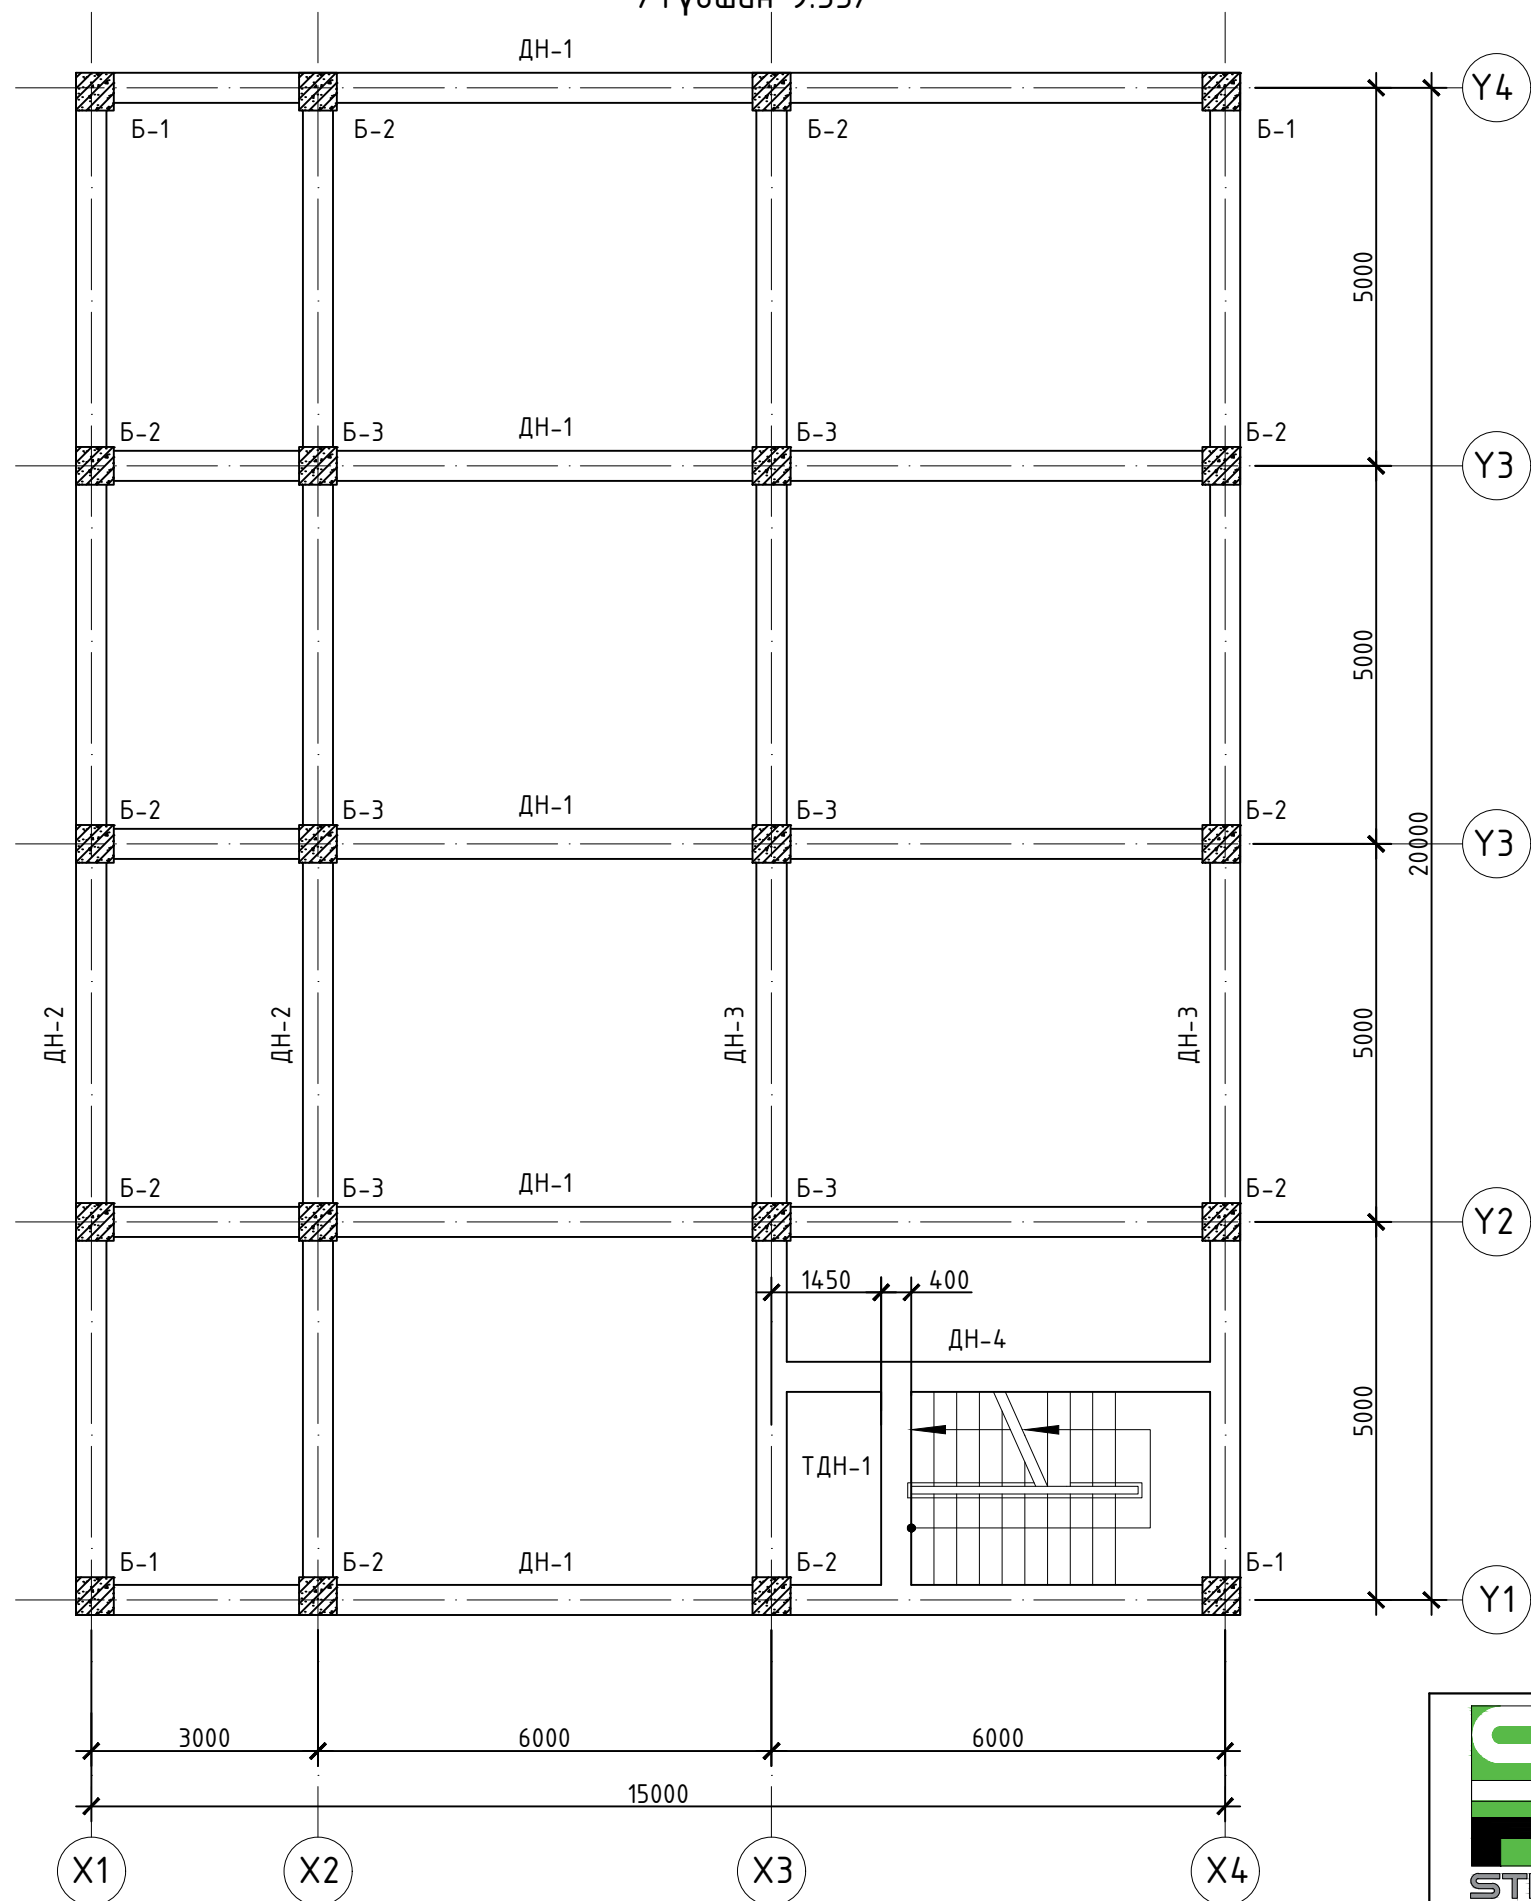 ДН-1
Y4
Б-1 Б-2 Б-2 Б-1
5000
Б-2 Б-3 ДН-1 Б-3 Б-2
Y3
5000
Б-2 Б-3 ДН-1 Б-3 Б-2
20000
Y3
ДН-2 ДН-2 ДН-3 ДН-3 5000
Б-2 Б-3 ДН-1 Б-3 Б-2
Y2
1450 400
ДН-4
5000
ТДН-1
Б-1 Б-2 ДН-1 Б-2 Б-1
Y1
3000 6000 6000
15000
X1 X2 X3 X4